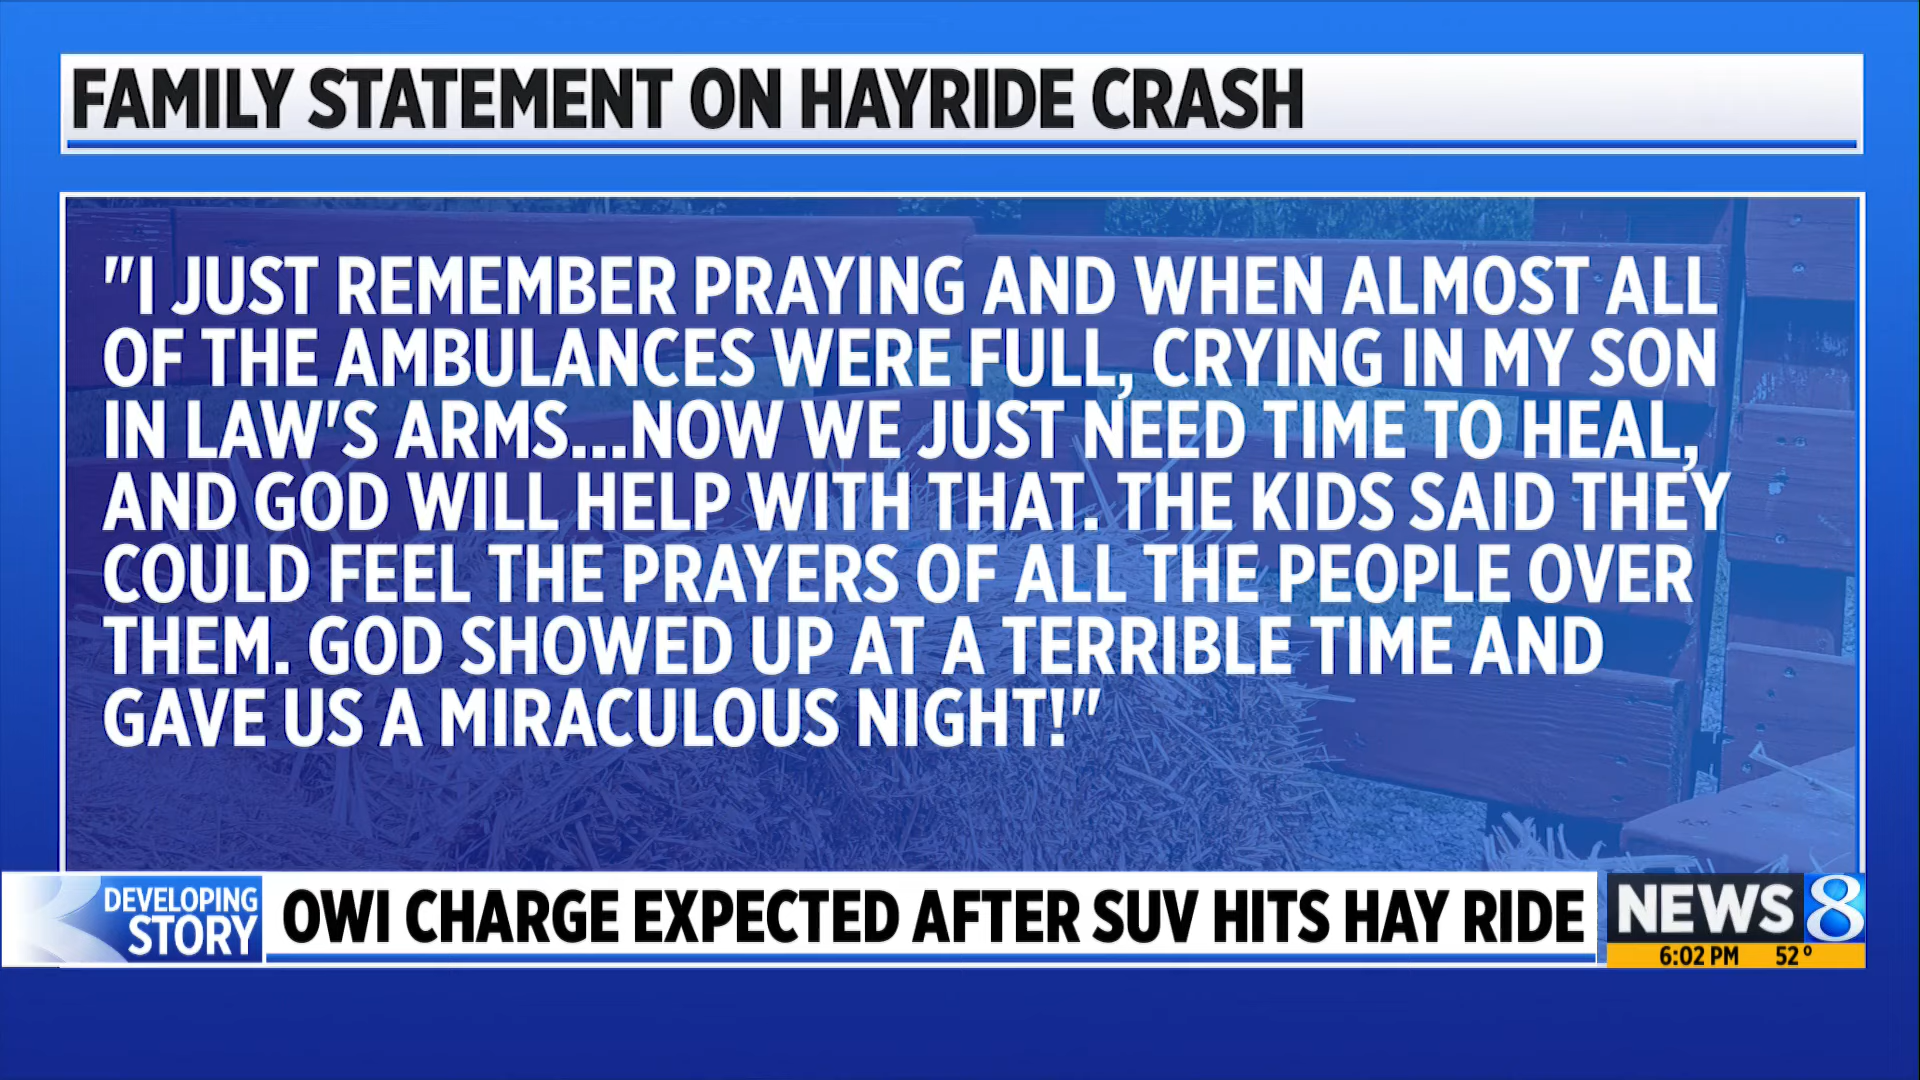 FAMILY STATEMENT ON HAYRIDE CRASH
"I JUST REMEMBER PRAYING AND WHEN ALMOST ALL
OF THE AMBULANCES WERE FULL, CRYING IN MY SON
IN LAW'S ARMS...NOW WE JUST NEED TIME TO HEAL,
AND GOD WILL HELP WITH THAT. THE KIDS SAID THEY
COULD FEEL THE PRAYERS OF ALL THE PEOPLE OVER
THEM. GOD SHOWED UP AT A TERRIBLE TIME AND
GAVE US A MIRACULOUS NIGHT!"
DEVELOPING
STORY
OWI CHARGE EXPECTED AFTER SUV HITS HAY RIDE
NEWS 8
6:02 PM 52°